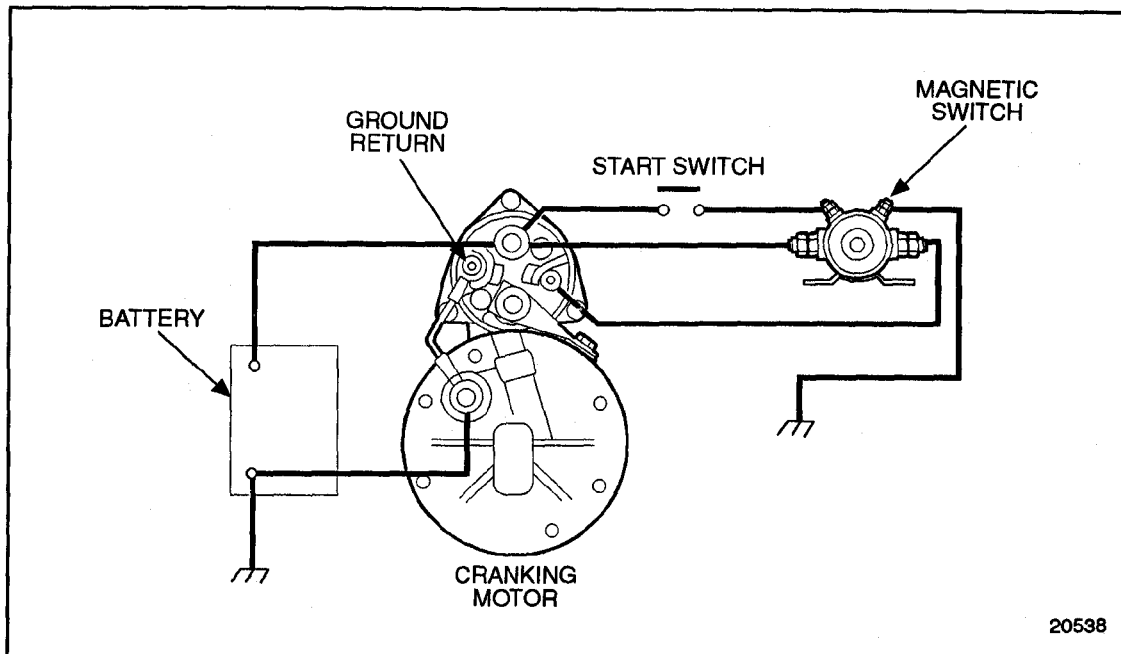 MAGNETIC
SWITCH
GROUND
RETURN
START SWITCH
BATTERY
CRANKING
MOTOR
20538